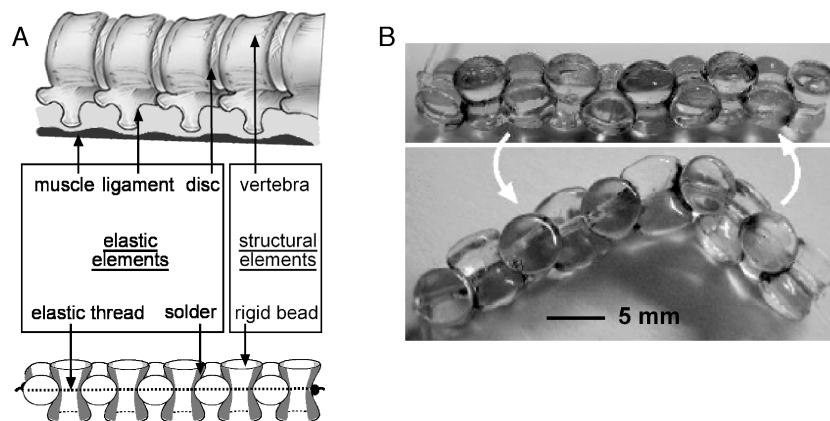 A
B
muscle ligament disc vertebra
elastic elements
structural elements
elastic thread solder rigid bead
5 mm